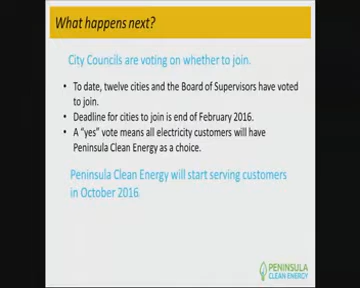 What happens next?
City Councils are voting on whether to join.
• To date, twelve cities and the Board of Supervisors have voted
to join.
• Deadline for cities to join is end of February 2016.
• A "yes" vote means all electricity customers will have
Peninsula Clean Energy as a choice.
Peninsula Clean Energy will start serving customers
in October 2016.
PENINSULA
CLEAN ENERGY